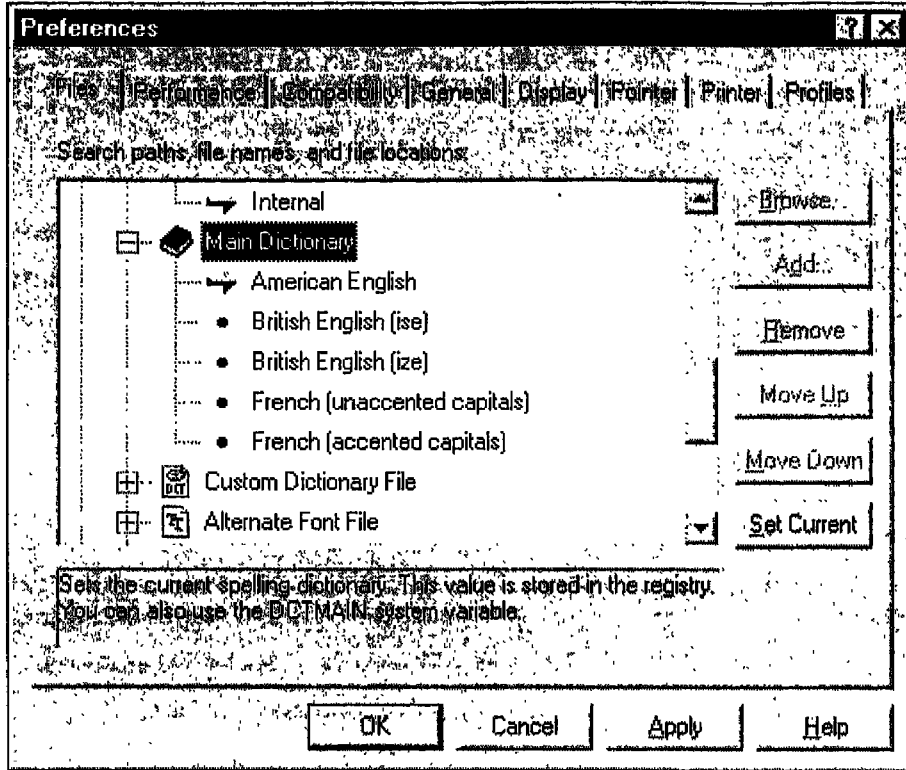 Preferences
Files Performance Compatibility General Display Pointer Printer Profiles
Search paths, file names, and file locations:
Internal
Main Dictionary
American English
British English (ise)
British English (ize)
French (unaccented capitals)
French (accented capitals)
Custom Dictionary File
Alternate Font File
Browse...
Add...
Remove
Move Up
Move Down
Set Current
Sets the current spelling dictionary. This value is stored in the registry.
You can also use the DCTMAIN system variable.
OK Cancel Apply Help